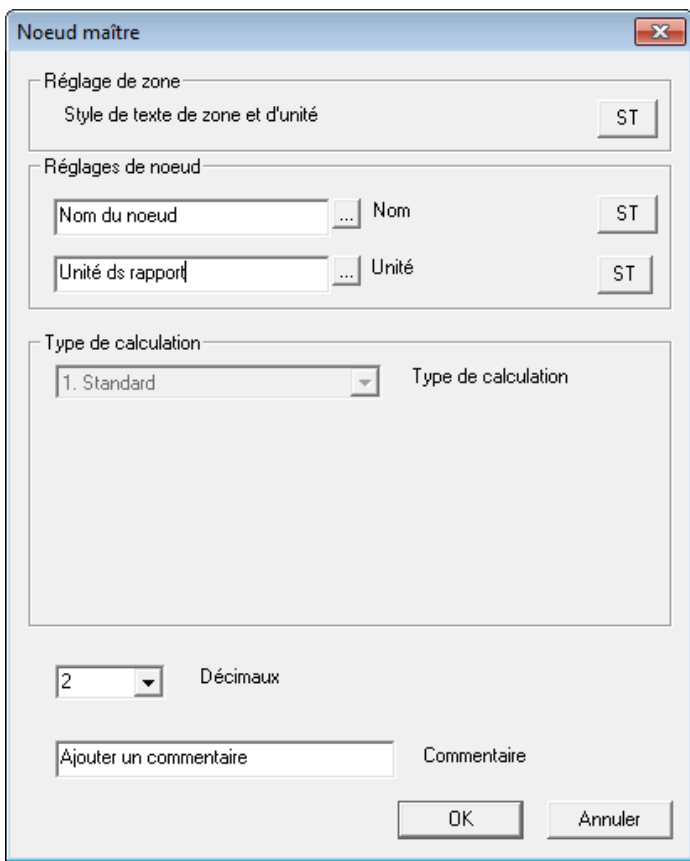 Noeud maître
Réglage de zone
Style de texte de zone et d'unité ST
Réglages de noeud
Nom du noeud ... Nom ST
Unité ds rapport ... Unité ST
Type de calculation
1. Standard Type de calculation
2 Décimaux
Ajouter un commentaire Commentaire
OK Annuler